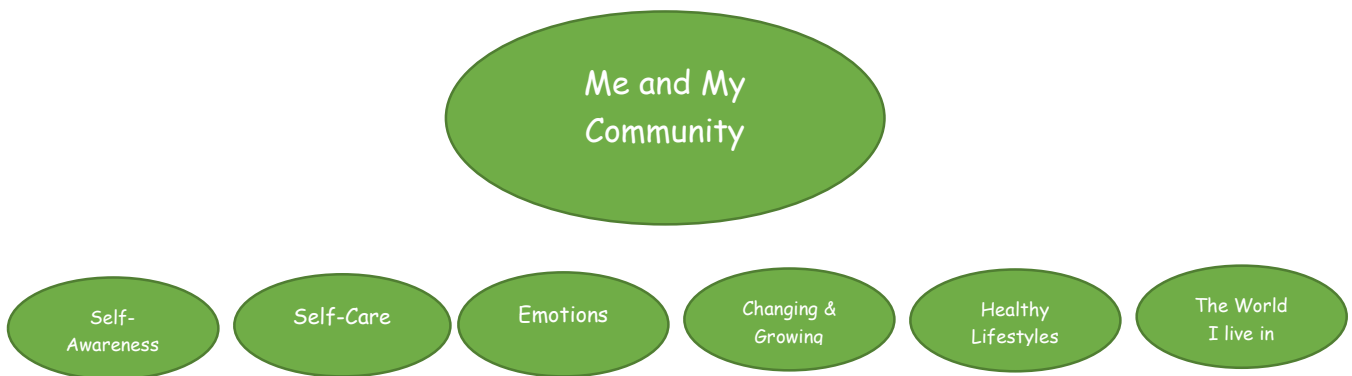 Me and My
Community
Self-
Awareness
Self-Care
Emotions
Changing &
Growing
Healthy
Lifestyles
The World
I live in